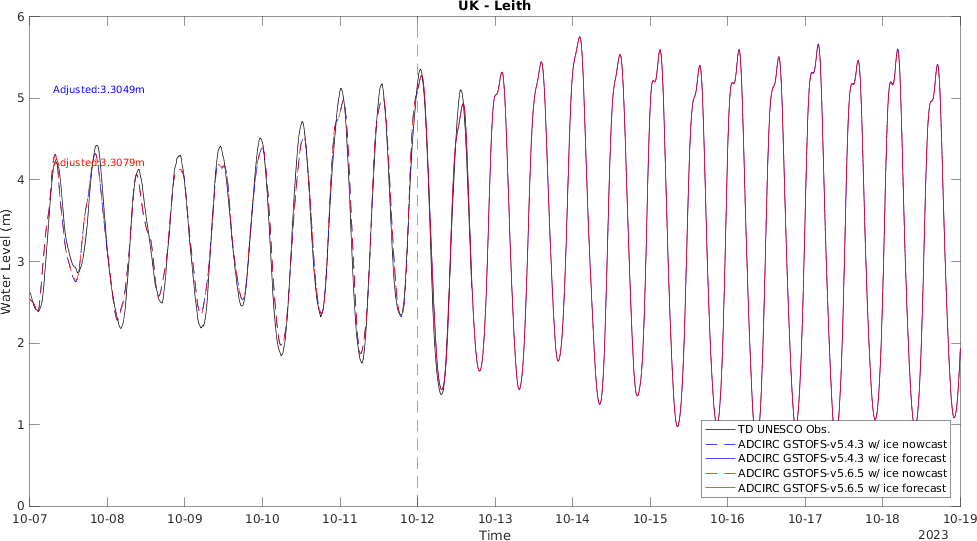 UK - Leith
6
5
4
3
2
1
0
Water Level (m)
Adjusted:3.3049m
Adjusted:3.3079m
TD UNESCO Obs.
ADCIRC GSTOFS-v5.4.3 w/ ice nowcast
ADCIRC GSTOFS-v5.4.3 w/ ice forecast
ADCIRC GSTOFS-v5.6.5 w/ ice nowcast
ADCIRC GSTOFS-v5.6.5 w/ ice forecast
10-07 10-08 10-09 10-10 10-11 10-12 10-13 10-14 10-15 10-16 10-17 10-18 10-19
Time
2023